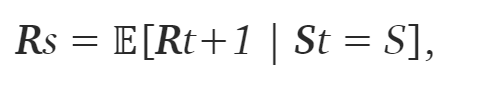 Rs = 𝔼[Rt+1 | St = S],